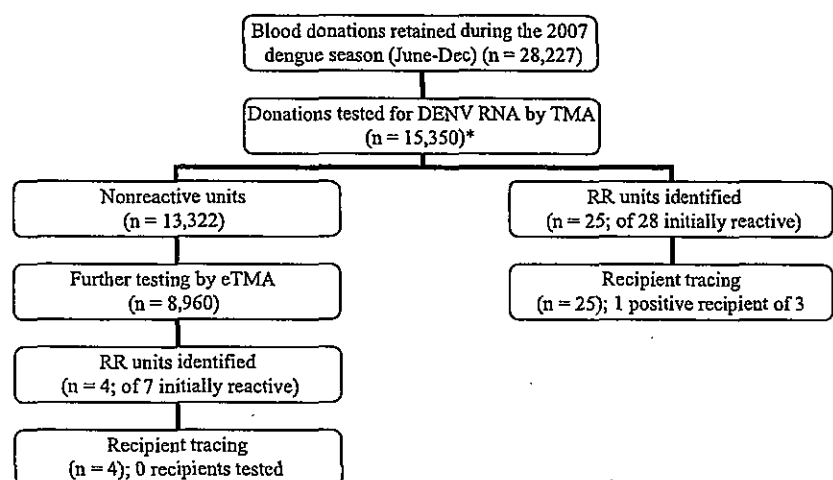 Blood donations retained during the 2007
dengue season (June-Dec) (n = 28,227)
Donations tested for DENV RNA by TMA
(n = 15,350)*
Nonreactive units
(n = 13,322)
RR units identified
(n = 25; of 28 initially reactive)
Further testing by eTMA
(n = 8,960)
Recipient tracing
(n = 25); 1 positive recipient of 3
RR units identified
(n = 4; of 7 initially reactive)
Recipient tracing
(n = 4); 0 recipients tested